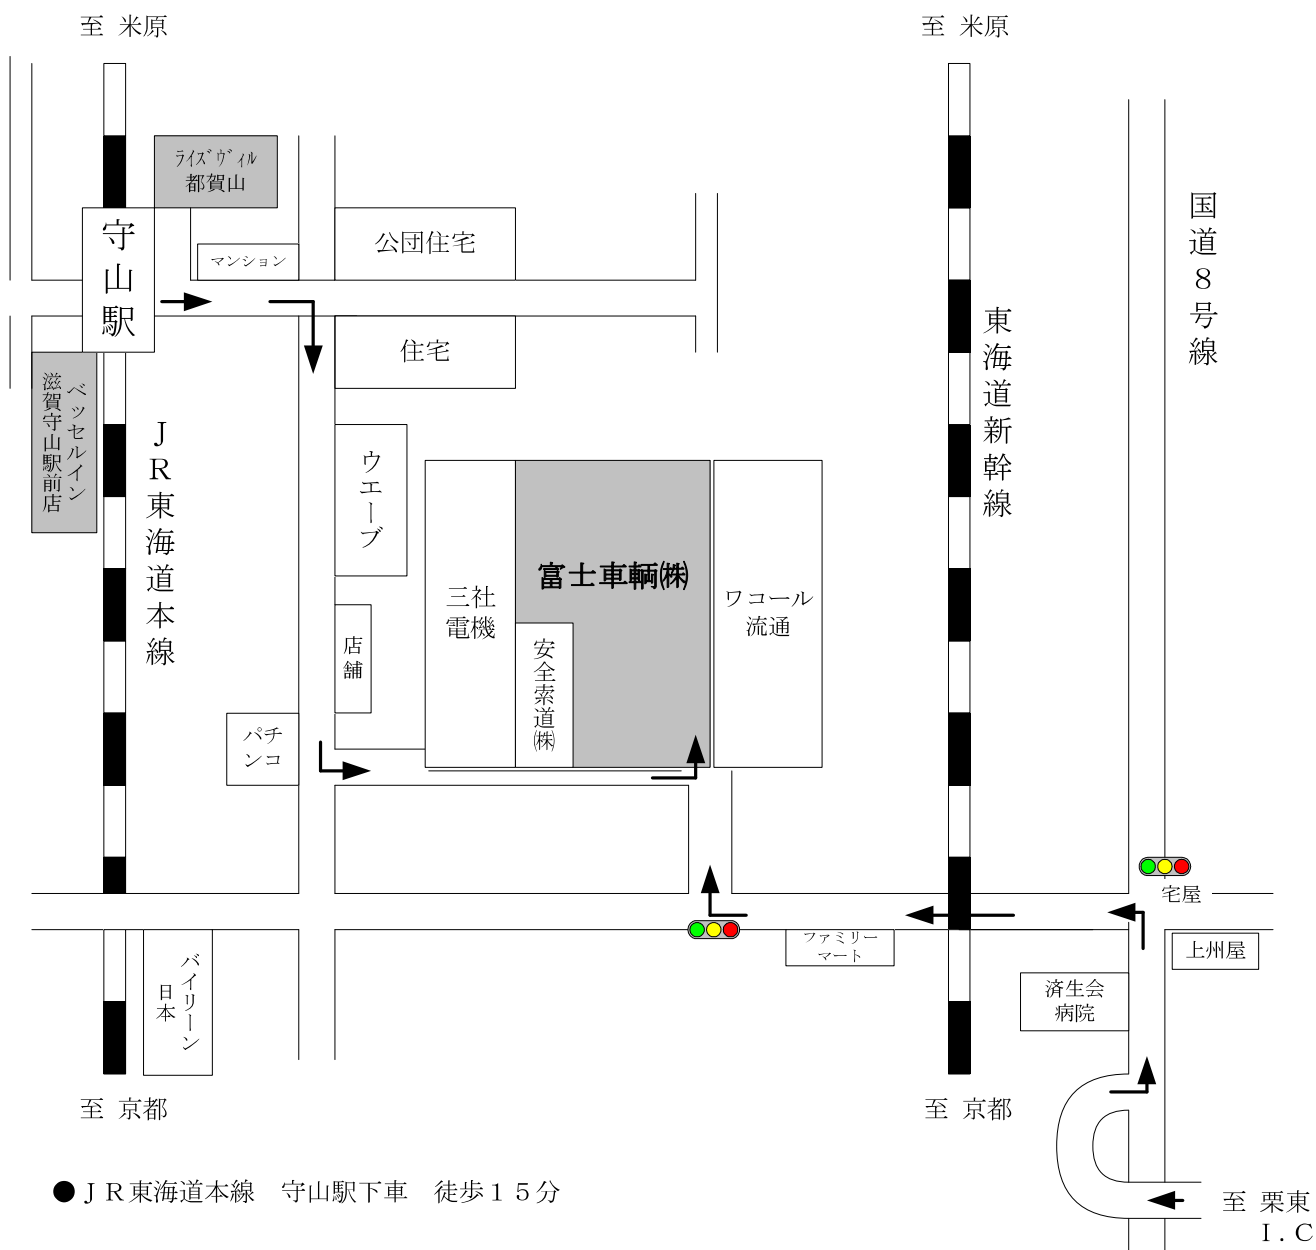 至 米原
至 米原
ライズヴィル
都賀山
守山駅
マンション
公団住宅
国道８号線
住宅
東海道新幹線
ベッセルイン
滋賀守山駅前店
ＪＲ東海道本線
ウエーブ
富士車輌㈱
三社
電機
ワコール
流通
店舗
安全索道㈱
パチ
ンコ
宅屋
ファミリー
マート
上州屋
バイリーン
日本
済生会
病院
至 京都
至 京都
●ＪＲ東海道本線　守山駅下車　徒歩１５分
至 栗東
Ｉ．Ｃ